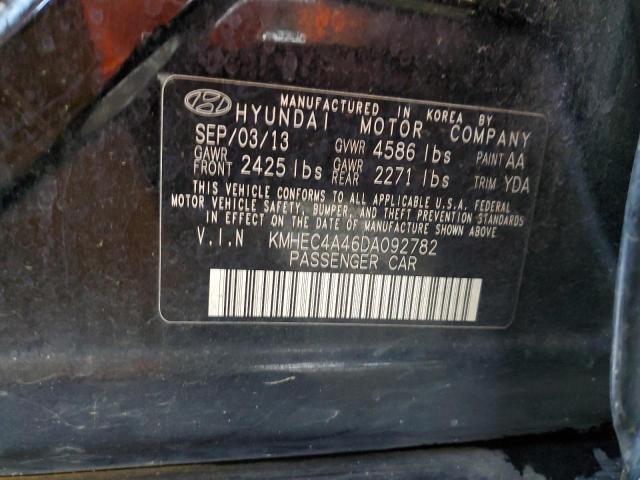 MANUFACTURED IN KOREA BY
HYUNDAI MOTOR COMPANY
SEP/03/13 GVWR 4586 lbs PAINT AA
GAWR FRONT 2425 lbs GAWR REAR 2271 lbs TRIM YDA
THIS VEHICLE CONFORMS TO ALL APPLICABLE U.S.A. FEDERAL
MOTOR VEHICLE SAFETY, BUMPER, AND THEFT PREVENTION STANDARDS
IN EFFECT ON THE DATE OF MANUFACTURE SHOWN ABOVE.
V.I.N KMHEC4A46DA092782
PASSENGER CAR